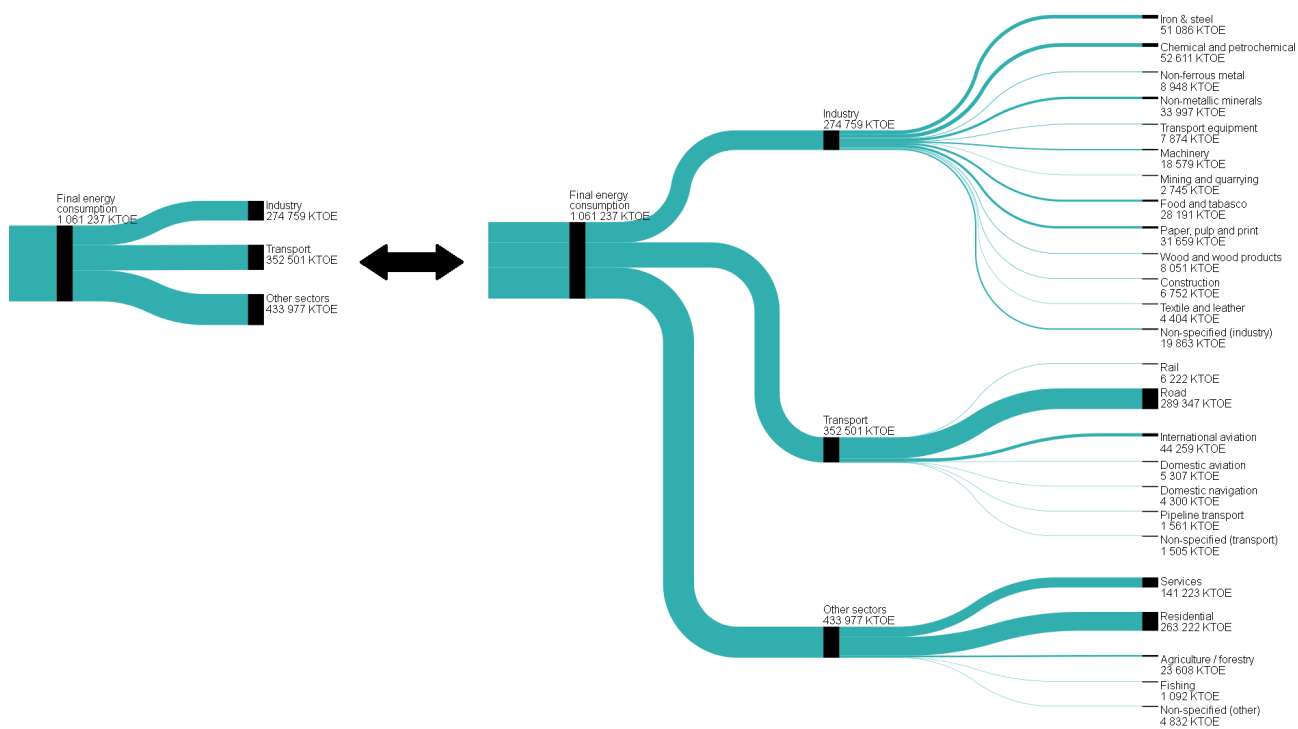 Final energy
consumption
1 061 237 KTOE
Industry
274 759 KTOE
Transport
352 501 KTOE
Other sectors
433 977 KTOE
Final energy
consumption
1 061 237 KTOE
Industry
274 759 KTOE
Transport
352 501 KTOE
Other sectors
433 977 KTOE
Iron & steel
51 086 KTOE
Chemical and petrochemical
52 611 KTOE
Non-ferrous metal
8 948 KTOE
Non-metallic minerals
33 997 KTOE
Transport equipment
7 874 KTOE
Machinery
18 579 KTOE
Mining and quarrying
2 745 KTOE
Food and tabasco
28 191 KTOE
Paper, pulp and print
31 659 KTOE
Wood and wood products
8 051 KTOE
Construction
6 752 KTOE
Textile and leather
4 404 KTOE
Non-specified (industry)
19 863 KTOE
Rail
6 222 KTOE
Road
289 347 KTOE
International aviation
44 259 KTOE
Domestic aviation
5 307 KTOE
Domestic navigation
4 300 KTOE
Pipeline transport
1 561 KTOE
Non-specified (transport)
1 505 KTOE
Services
141 223 KTOE
Residential
263 222 KTOE
Agriculture / forestry
23 608 KTOE
Fishing
1 092 KTOE
Non-specified (other)
4 832 KTOE